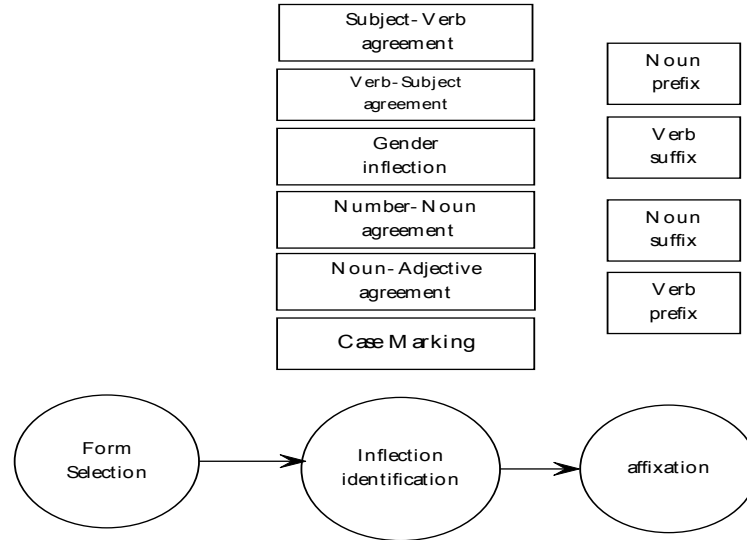 Subject-Verb
agreement
Verb-Subject
agreement
Gender
inflection
Number-Noun
agreement
Noun-Adjective
agreement
Case Marking
Noun
prefix
Verb
suffix
Noun
suffix
Verb
prefix
Form
Selection
Inflection
identification
affixation